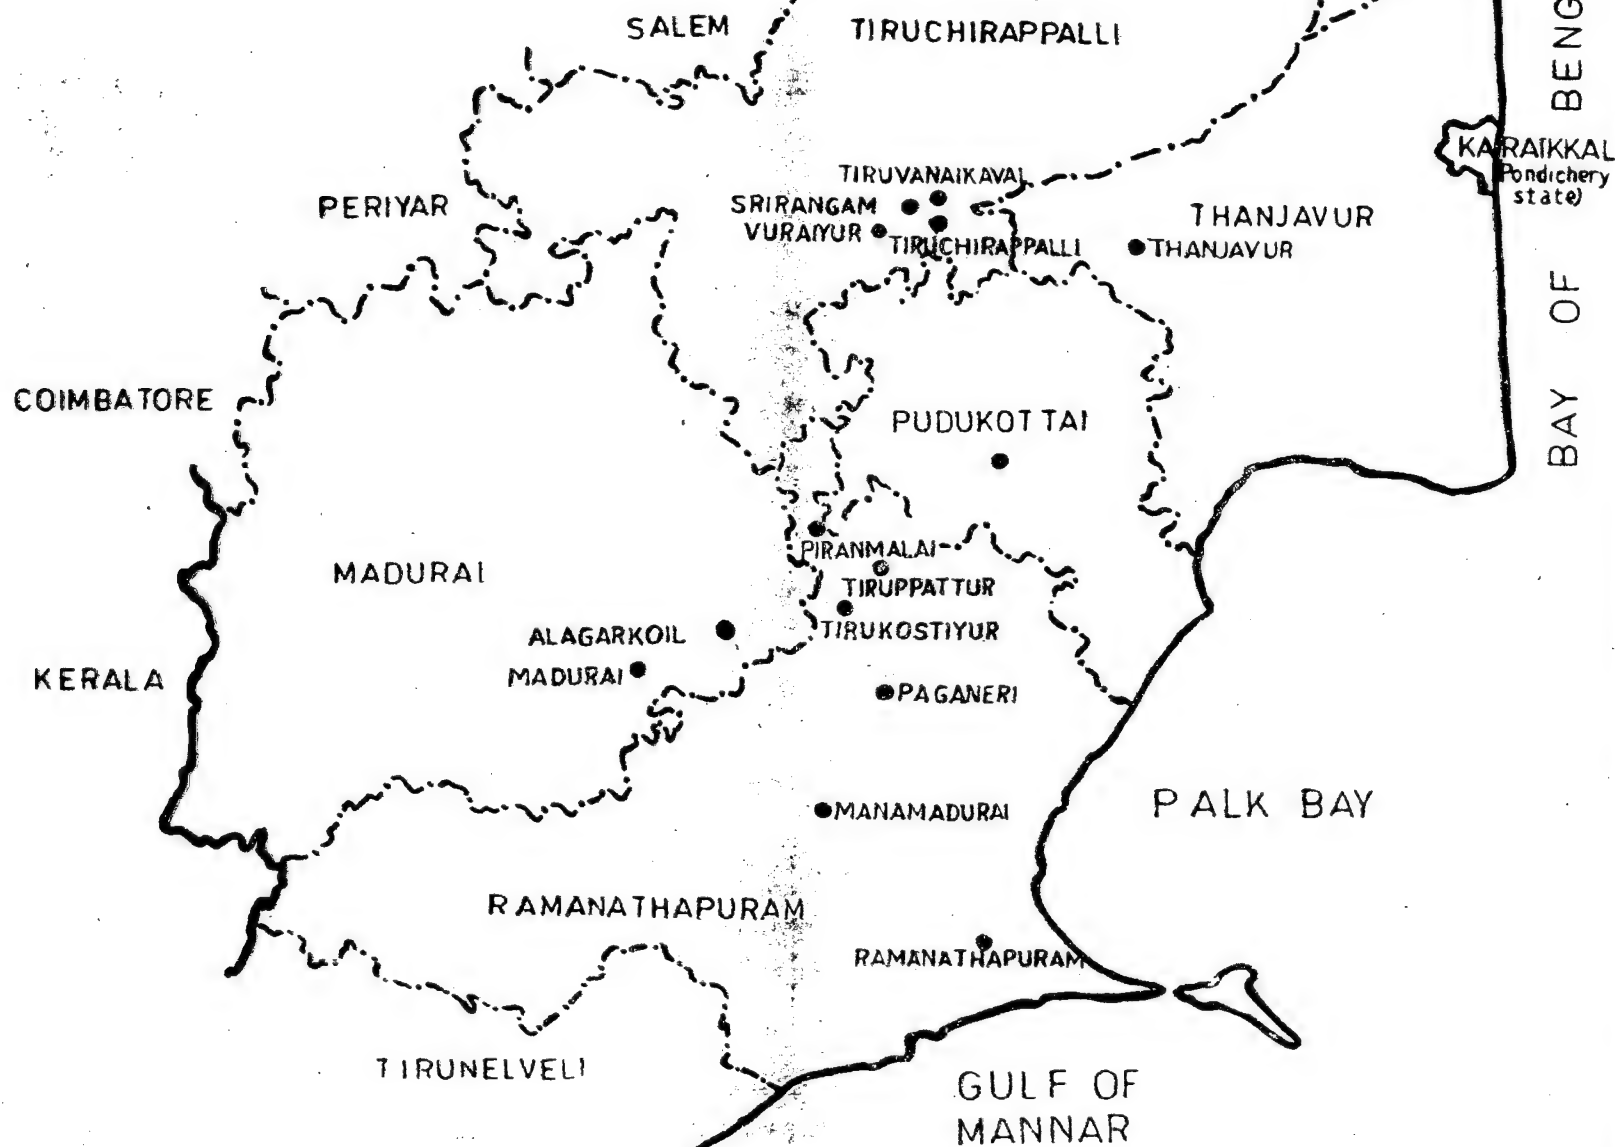 SALEM
TIRUCHIRAPPALLI
BAY OF BENG
KARAIKKAL
(Pondichery
state)
TIRUVANAIKAVAL
PERIYAR
SRIRANGAM
THANJAVUR
VURAIYUR
TIRUCHIRAPPALLI
THANJAVUR
COIMBATORE
PUDUKOTTAI
PIRANMALAI
MADURAI
TIRUPPATTUR
ALAGARKOIL
TIRUKOSTIYUR
KERALA
MADURAI
PAGANERI
MANAMADURAI
PALK BAY
RAMANATHAPURAM
RAMANATHAPURAM
TIRUNELVELI
GULF OF
MANNAR